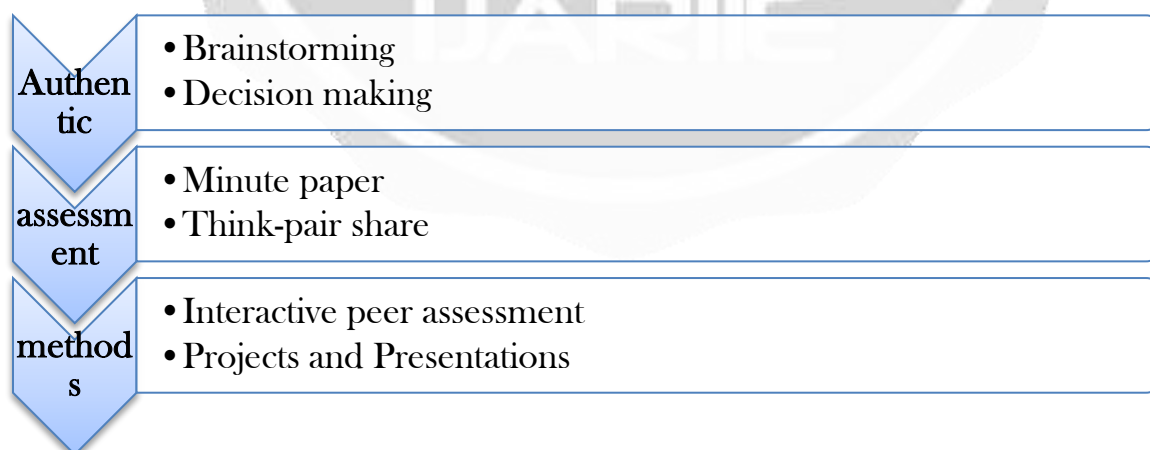 IJARIIE
Authen
tic
• Brainstorming
• Decision making
assessm
ent
• Minute paper
• Think-pair share
method
s
• Interactive peer assessment
• Projects and Presentations